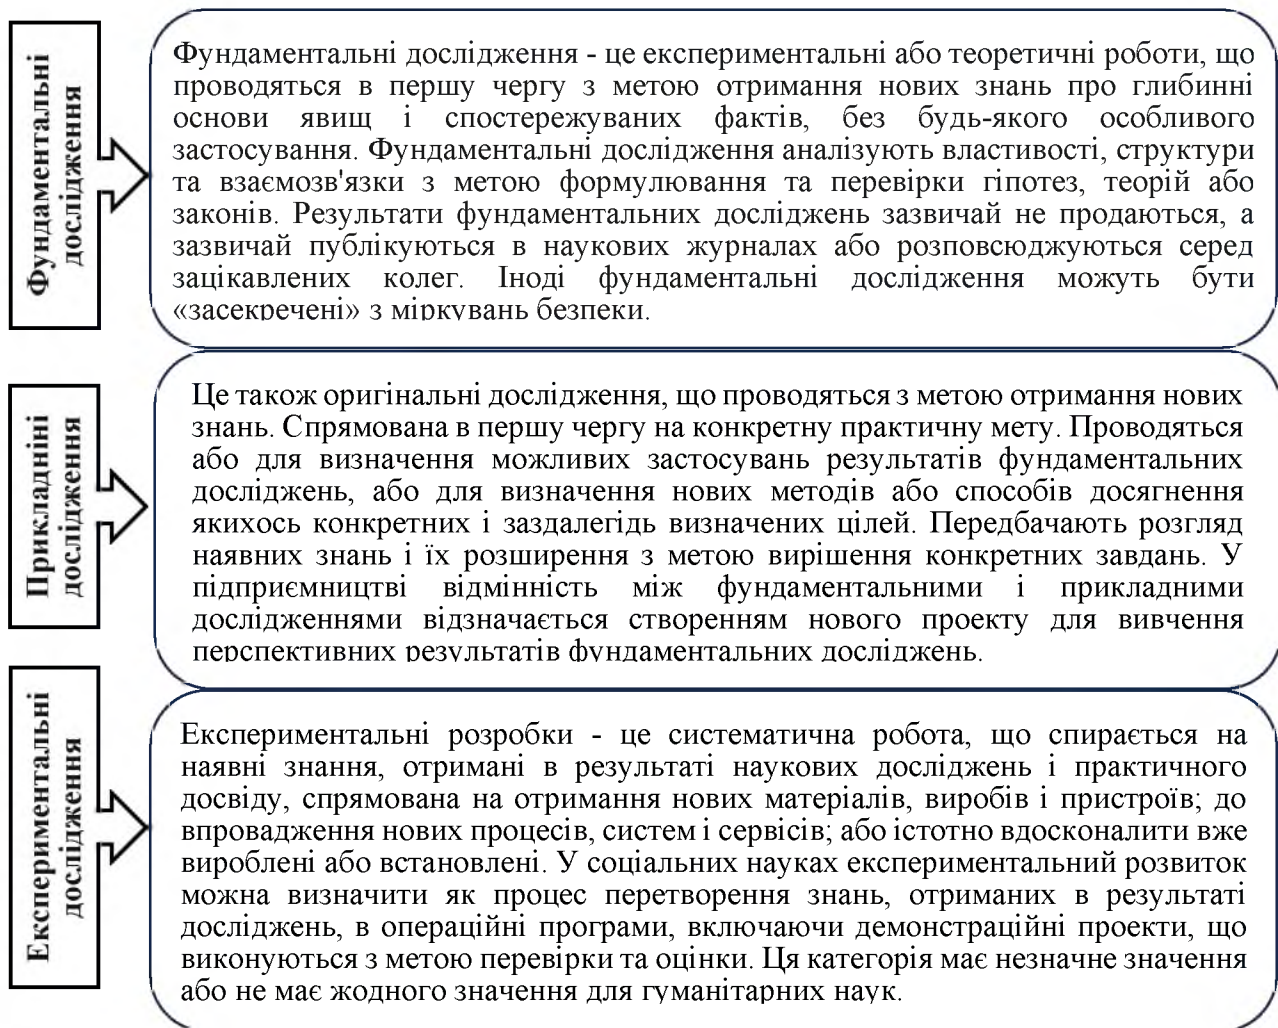 Фундаментальні
дослідження
Фундаментальні дослідження - це експериментальні або теоретичні роботи, що
проводяться в першу чергу з метою отримання нових знань про глибинні
основи явищ і спостережуваних фактів, без будь-якого особливого
застосування. Фундаментальні дослідження аналізують властивості, структури
та взаємозв'язки з метою формулювання та перевірки гіпотез, теорій або
законів. Результати фундаментальних досліджень зазвичай не продаються, а
зазвичай публікуються в наукових журналах або розповсюджуються серед
зацікавлених колег. Іноді фундаментальні дослідження можуть бути
«засекречені» з міркувань безпеки.
Прикладніні
дослідження
Це також оригінальні дослідження, що проводяться з метою отримання нових
знань. Спрямована в першу чергу на конкретну практичну мету. Проводяться
або для визначення можливих застосувань результатів фундаментальних
досліджень, або для визначення нових методів або способів досягнення
якихось конкретних і заздалегідь визначених цілей. Передбачають розгляд
наявних знань і їх розширення з метою вирішення конкретних завдань. У
підприємництві відмінність між фундаментальними і прикладними
дослідженнями відзначається створенням нового проекту для вивчення
перспективних результатів фундаментальних досліджень.
Експериментальні
дослідження
Експериментальні розробки - це систематична робота, що спирається на
наявні знання, отримані в результаті наукових досліджень і практичного
досвіду, спрямована на отримання нових матеріалів, виробів і пристроїв; до
впровадження нових процесів, систем і сервісів; або істотно вдосконалити вже
вироблені або встановлені. У соціальних науках експериментальний розвиток
можна визначити як процес перетворення знань, отриманих в результаті
досліджень, в операційні програми, включаючи демонстраційні проекти, що
виконуються з метою перевірки та оцінки. Ця категорія має незначне значення
або не має жодного значення для гуманітарних наук.